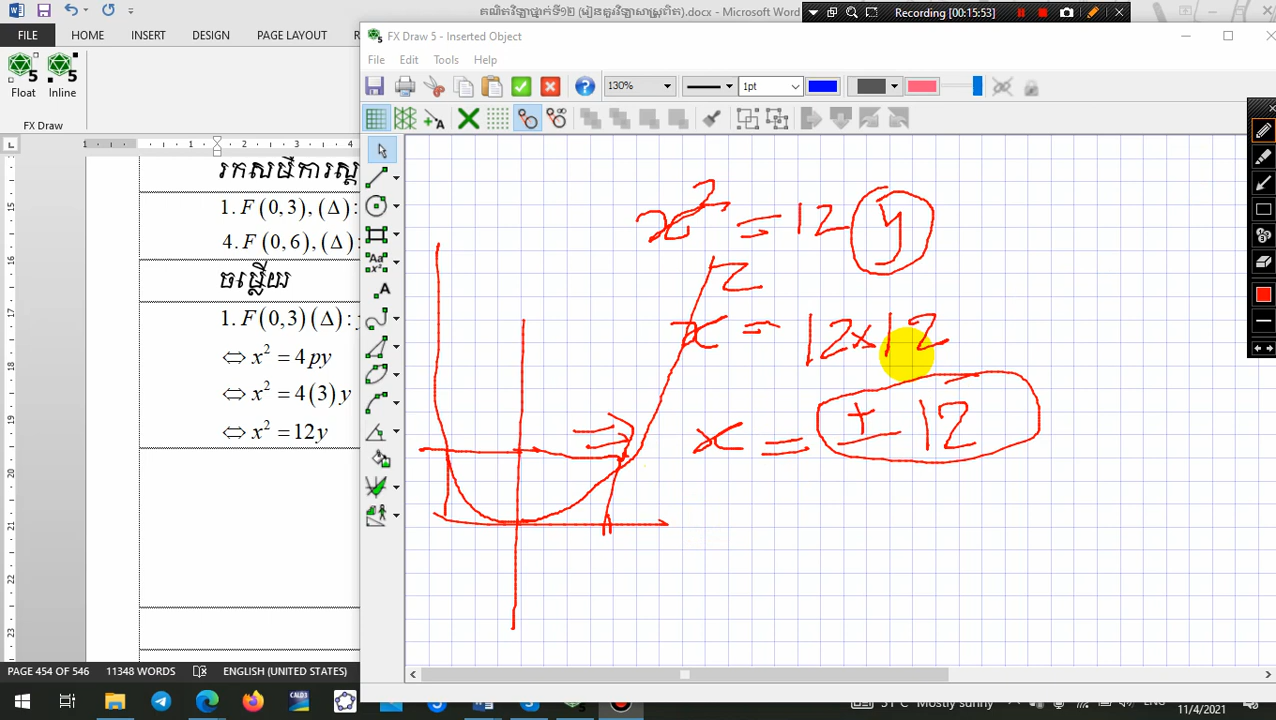 គណិតវិទ្យាថ្នាក់ទី១២ (រៀនគួរវិទ្យាសាស្ត្រពិត).docx - Microsoft Word
Recording [00:15:53]
FILE HOME INSERT DESIGN PAGE LAYOUT
FX Draw 5 - Inserted Object
File Edit Tools Help
Float Inline
FX Draw
130% 1pt
រកសមីការស្ត
1. F(0,3),(Δ):
4. F(0,6),(Δ):
ចម្លើយ
1. F(0,3)(Δ):y
⇔ x² = 4py
⇔ x² = 4(3)y
⇔ x² = 12y
x² = 12 y
x² = 12×12
x = ± 12
PAGE 454 OF 546 11348 WORDS ENGLISH (UNITED STATES)
Mostly sunny ENG 11/4/2021